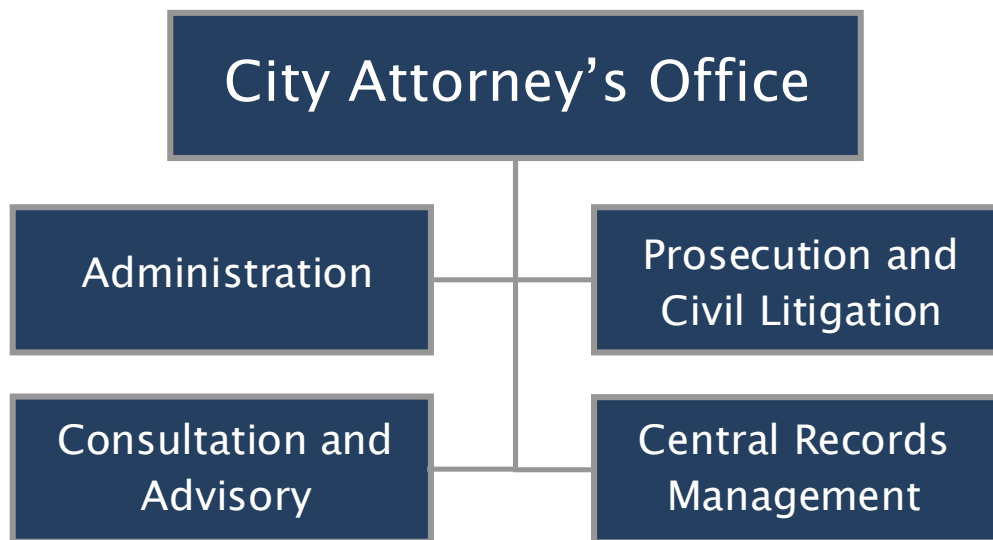 City Attorney’s Office
Administration
Prosecution and
Civil Litigation
Consultation and
Advisory
Central Records
Management